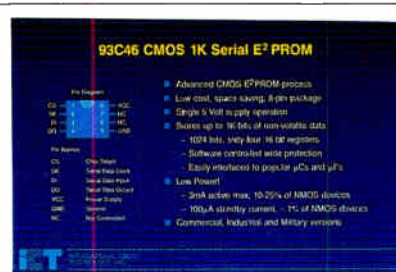 93C46 CMOS 1K Serial E² PROM
Pin Diagram
CS
SK
DI
DO
VCC
NC
NC
GND
Pin Names
CS Chip Select
SK Serial Data Clock
DI Serial Data Input
DO Serial Data Output
VCC Power Supply
GND Ground
NC Not Connected
Advanced CMOS E² PROM process
Low cost, space saving, 8-pin package
Single 5 Volt supply operation
Stores up to 1K bits of non-volatile data
– 1024 bits, sixty-four 16 bit registers
– Software controlled write protection
– Easily interfaced to popular µCs and µPs
Low Power!
– 3mA active max, 10-25% of NMOS devices
– 100µA standby current, ~ 1% of NMOS devices
Commercial, Industrial and Military versions